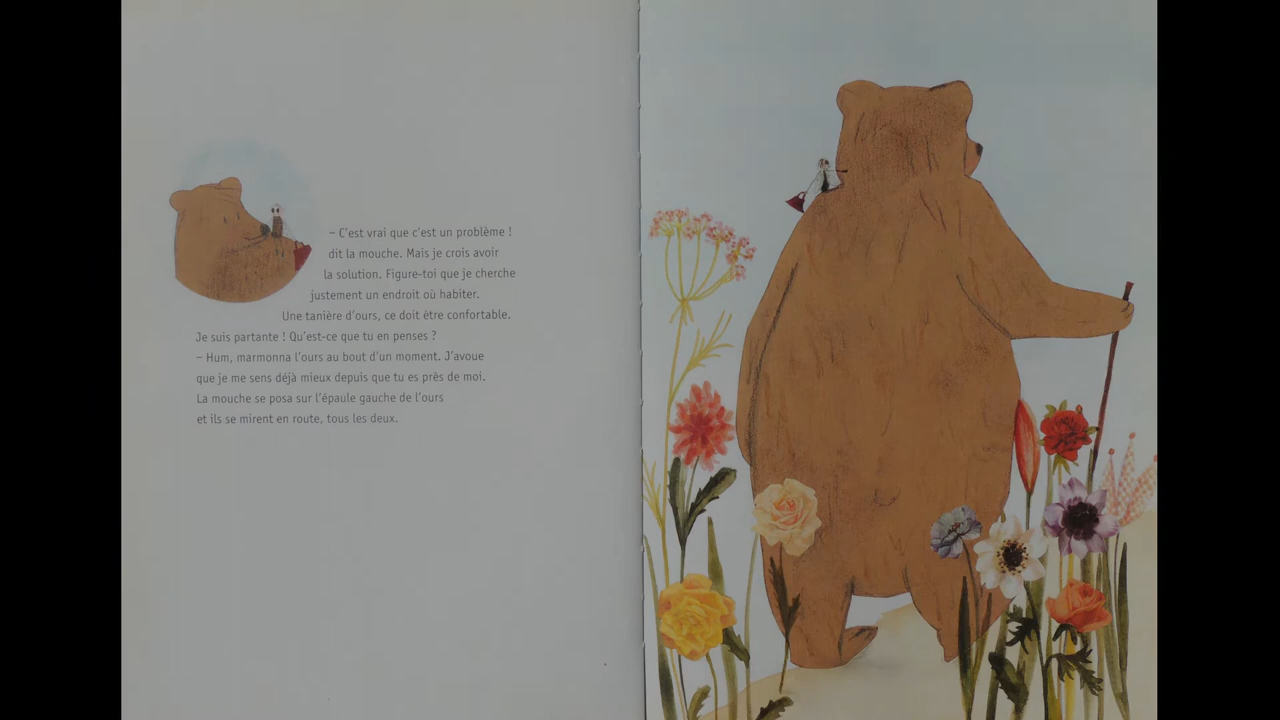 – C'est vrai que c'est un problème !
dit la mouche. Mais je crois avoir
la solution. Figure-toi que je cherche
justement un endroit où habiter.
Une tanière d'ours, ce doit être confortable.
Je suis partante ! Qu'est-ce que tu en penses ?
– Hum, marmonna l'ours au bout d'un moment. J'avoue
que je me sens déjà mieux depuis que tu es près de moi.
La mouche se posa sur l'épaule gauche de l'ours
et ils se mirent en route, tous les deux.